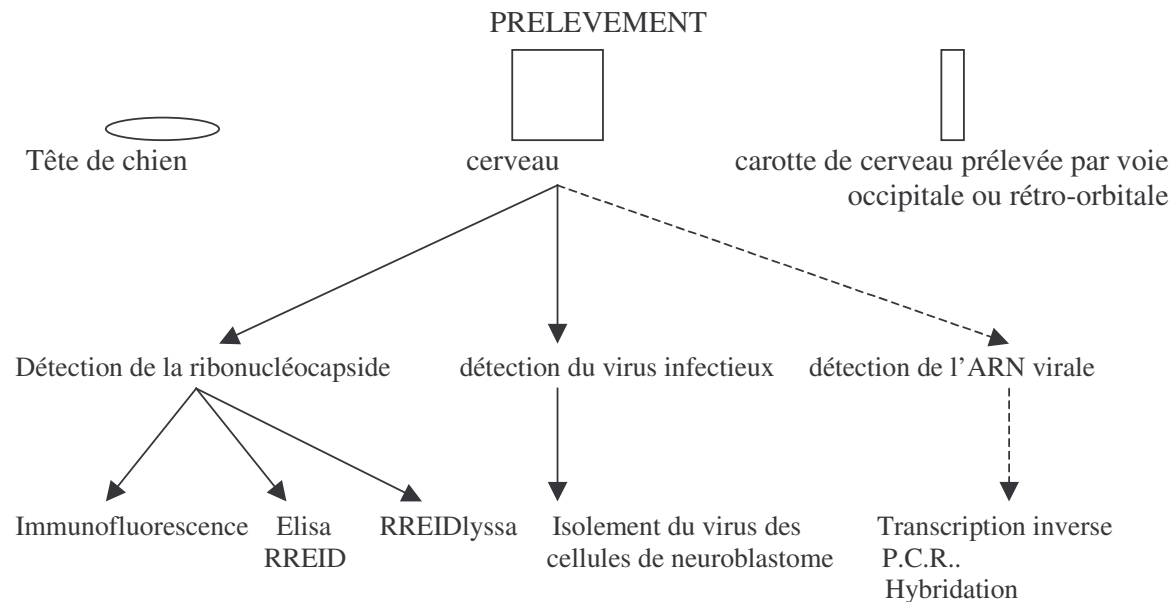 PRELEVEMENT
Tête de chien
cerveau
carotte de cerveau prélevée par voie
occipitale ou rétro-orbitale
Détection de la ribonucléocapside
détection du virus infectieux
détection de l’ARN virale
Immunofluorescence
Elisa
RREID
RREIDlyssa
Isolement du virus des
cellules de neuroblastome
Transcription inverse
P.C.R..
Hybridation